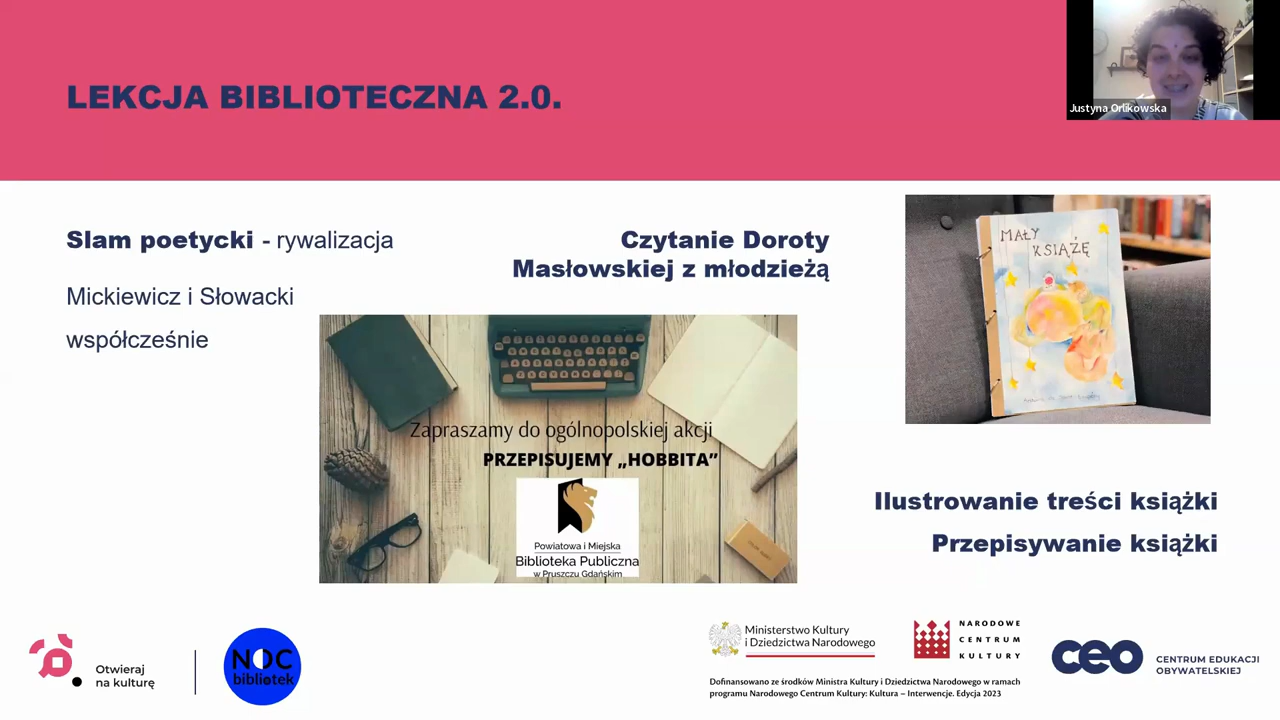 LEKCJA BIBLIOTECZNA 2.0.
Justyna Orlikowska
Slam poetycki - rywalizacja
Mickiewicz i Słowacki
współcześnie
Czytanie Doroty
Masłowskiej z młodzieżą
Zapraszamy do ogólnopolskiej akcji
PRZEPISUJEMY „HOBBITA”
Powiatowa i Miejska
Biblioteka Publiczna
w Pruszczu Gdańskim
MAŁY
KSIĄŻĘ
Ilustrowanie treści książki
Przepisywanie książki
Otwieraj
na kulturę
NOC
bibliotek
Ministerstwo Kultury
i Dziedzictwa Narodowego
NARODOWE
CENTRUM
KULTURY
Dofinansowano ze środków Ministra Kultury i Dziedzictwa Narodowego w ramach
programu Narodowego Centrum Kultury: Kultura – Interwencje. Edycja 2023
ceo
CENTRUM EDUKACJI
OBYWATELSKIEJ